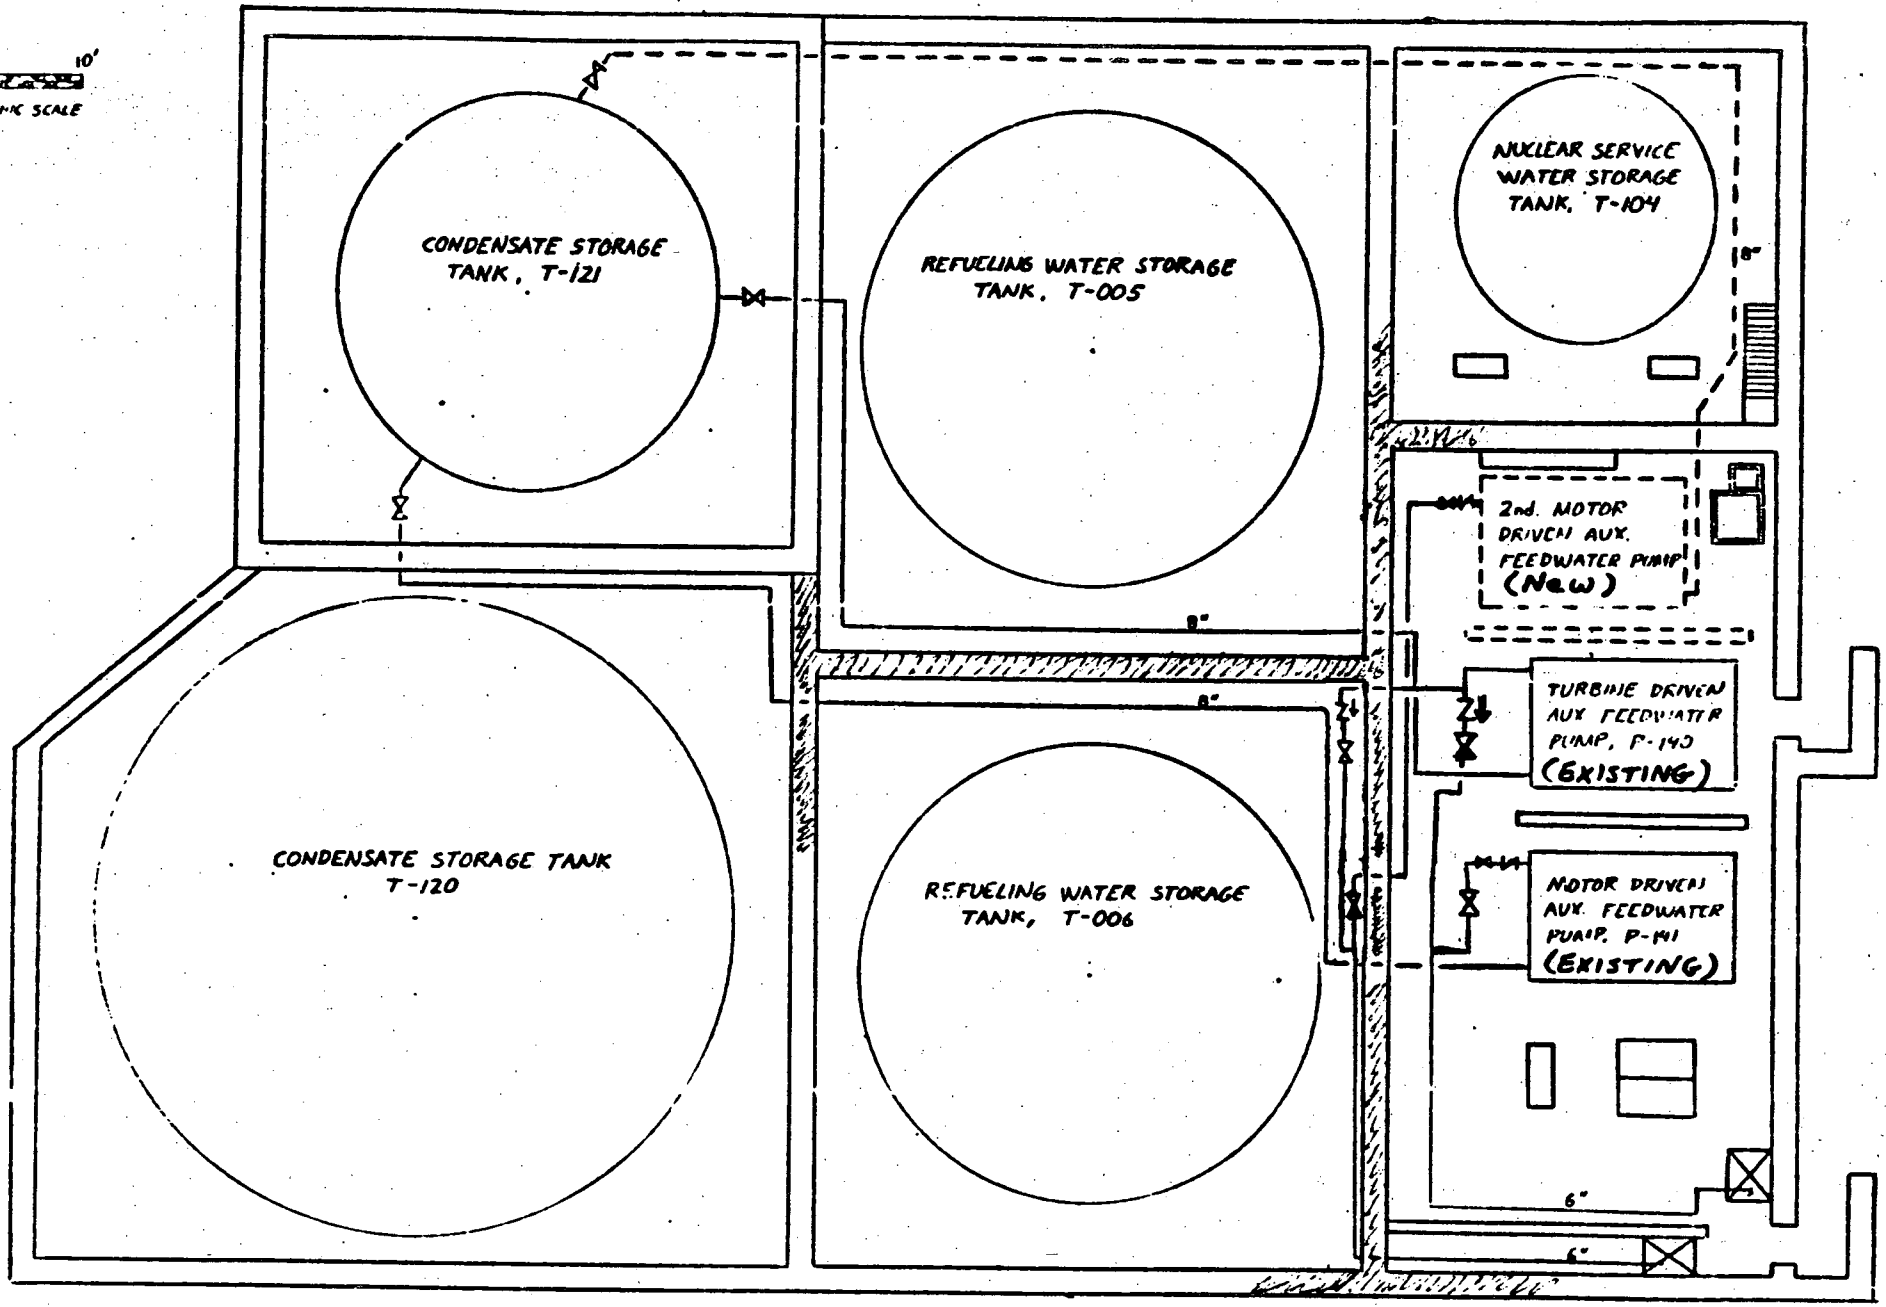 10'
SCALE
CONDENSATE STORAGE
TANK, T-121
REFUELING WATER STORAGE
TANK, T-005
NUCLEAR SERVICE
WATER STORAGE
TANK, T-104
8"
2nd. MOTOR
DRIVEN AUX.
FEEDWATER PUMP
(New)
8"
8"
TURBINE DRIVEN
AUX FEEDWATER
PUMP, P-140
(EXISTING)
CONDENSATE STORAGE TANK
T-120
REFUELING WATER STORAGE
TANK, T-006
MOTOR DRIVEN
AUX. FEEDWATER
PUMP. P-141
(EXISTING)
6"
6"